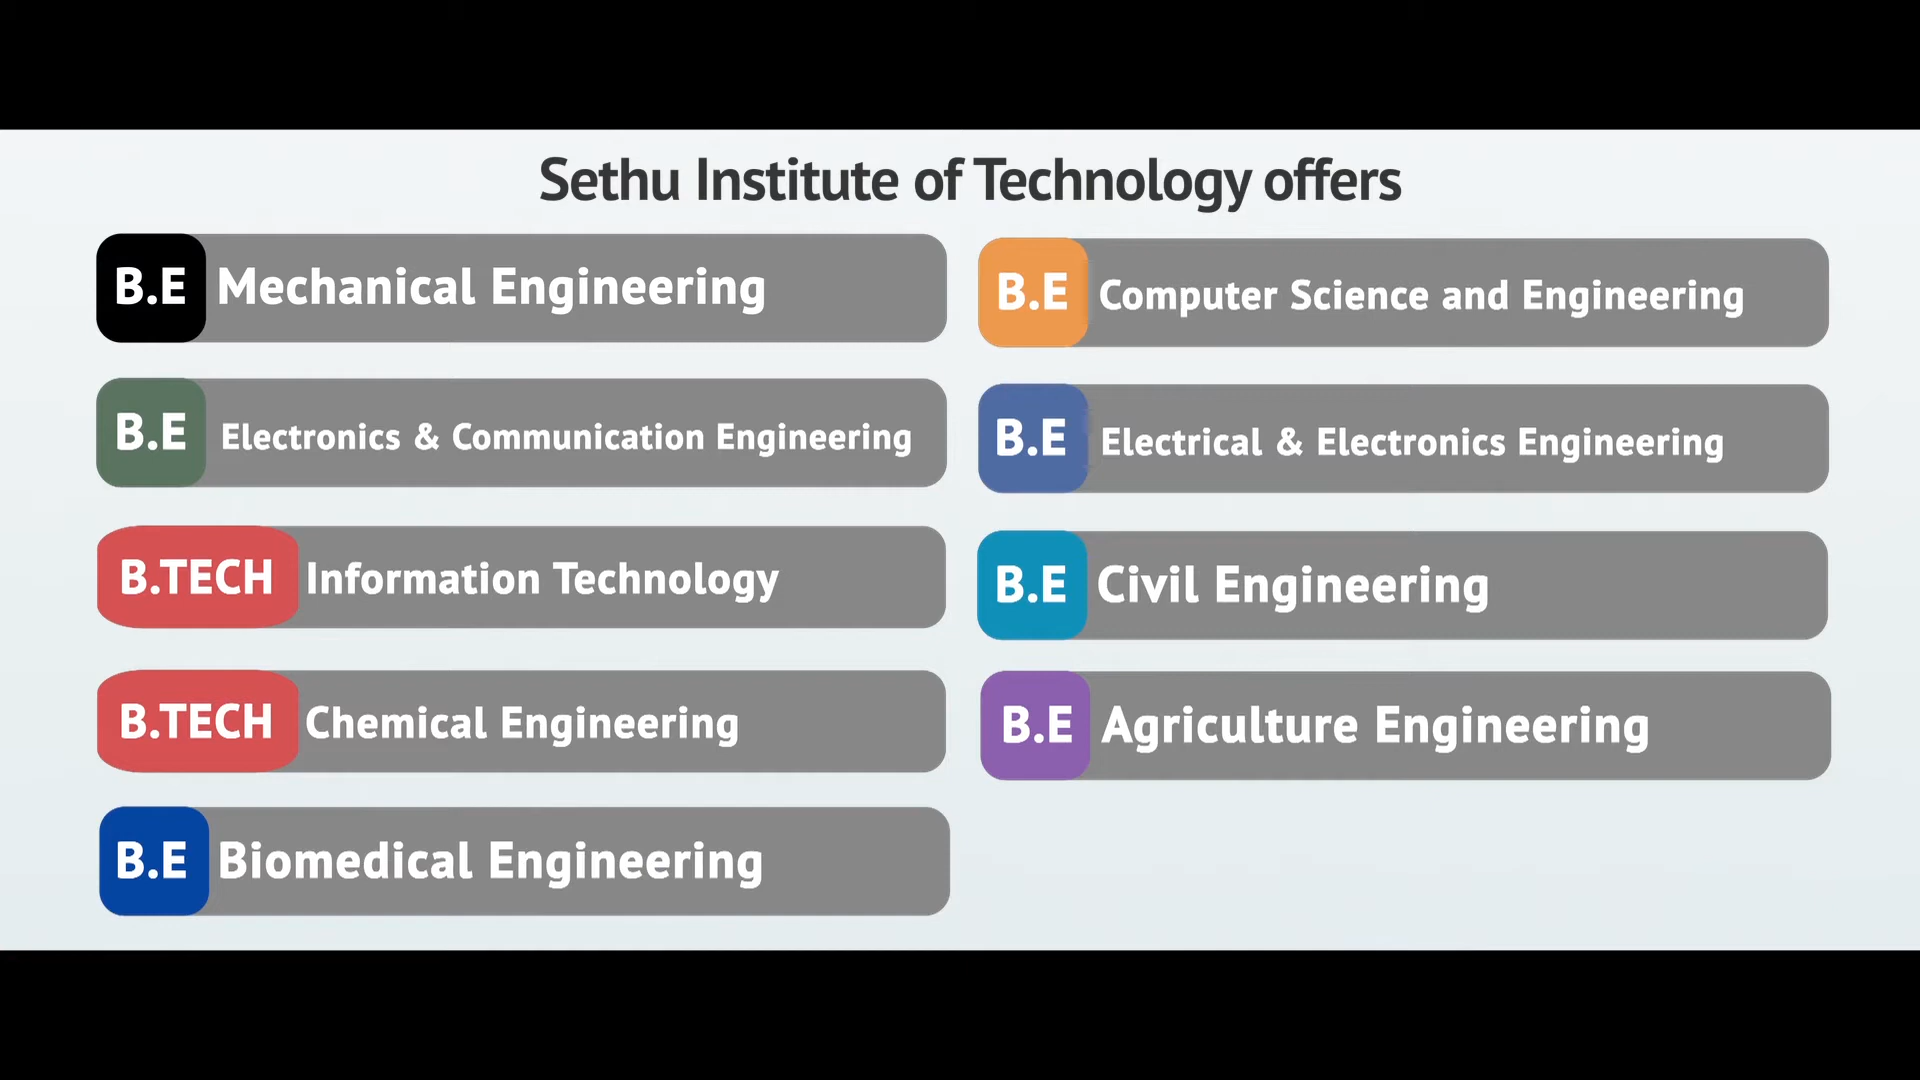 Sethu Institute of Technology offers
B.E Mechanical Engineering
B.E Computer Science and Engineering
B.E Electronics & Communication Engineering
B.E Electrical & Electronics Engineering
B.TECH Information Technology
B.E Civil Engineering
B.TECH Chemical Engineering
B.E Agriculture Engineering
B.E Biomedical Engineering